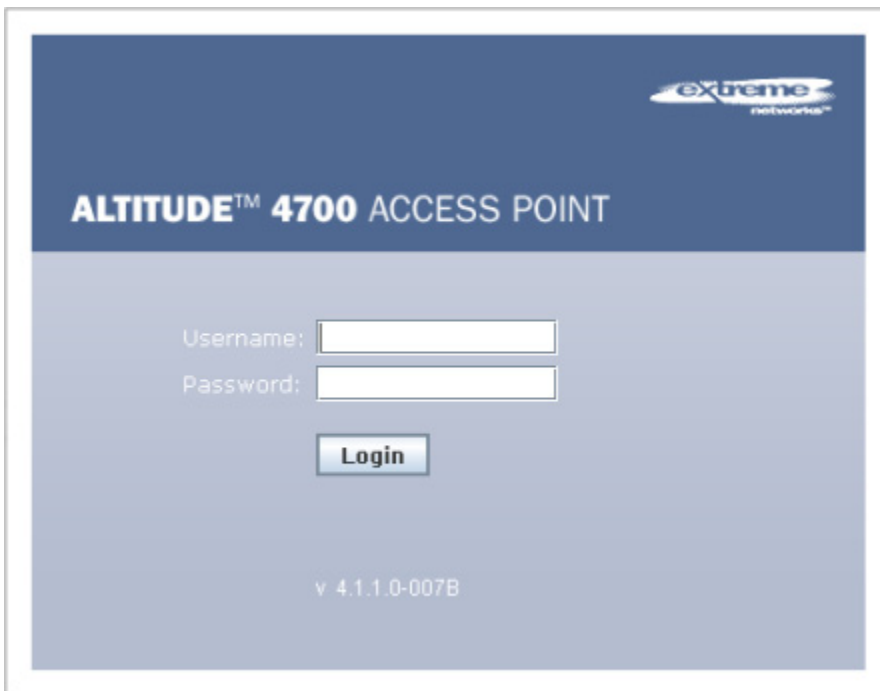 extreme
networks™
ALTITUDE™ 4700 ACCESS POINT
Username:
Password:
Login
v 4.1.1.0-007B